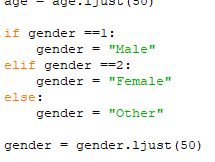 age = age.ljust(50)
if gender ==1:
    gender = "Male"
elif gender ==2:
    gender = "Female"
else:
    gender = "Other"
gender = gender.ljust(50)